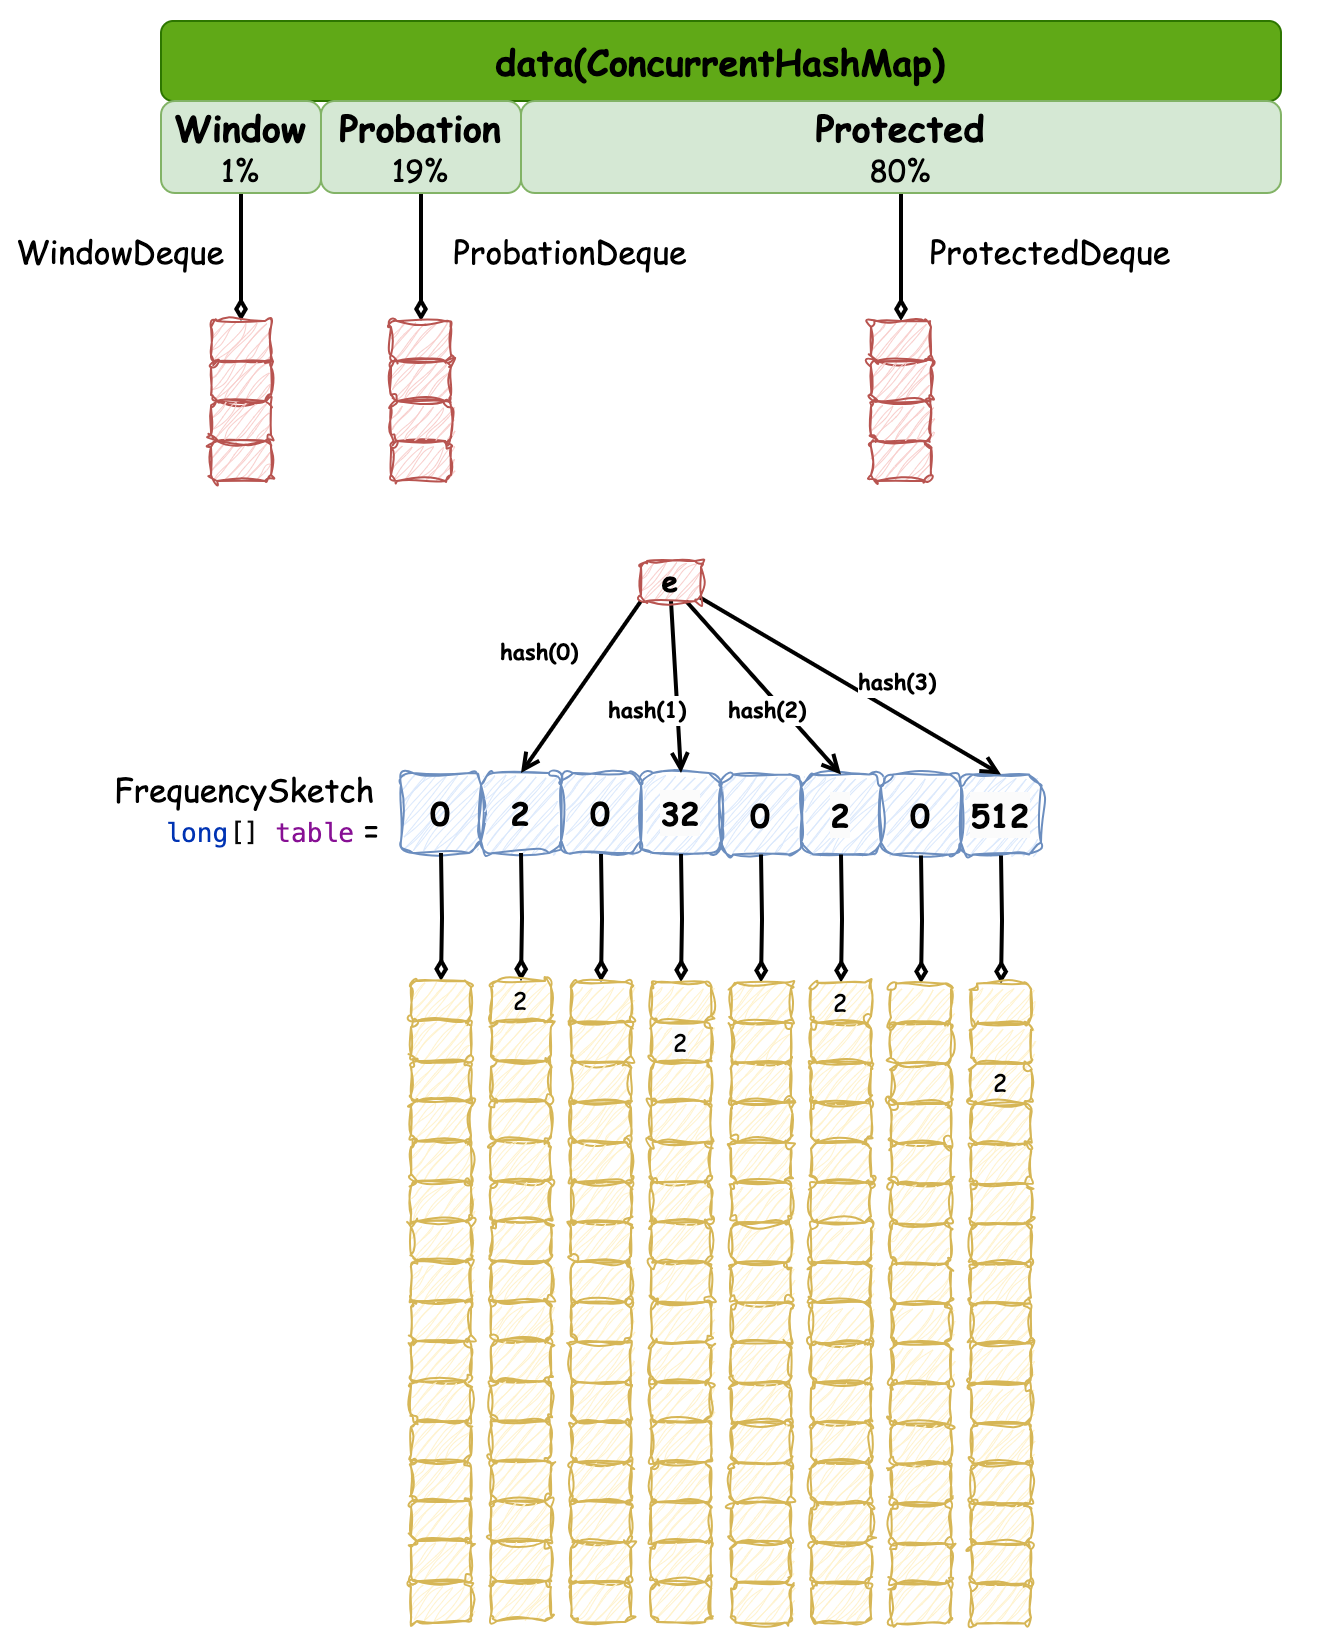 data(ConcurrentHashMap)
Window
1%
Probation
19%
Protected
80%
WindowDeque
ProbationDeque
ProtectedDeque
e
hash(0)
hash(1)
hash(2)
hash(3)
FrequencySketch
long[] table =
0 2 0 32 0 2 0 512
2 2
2
2